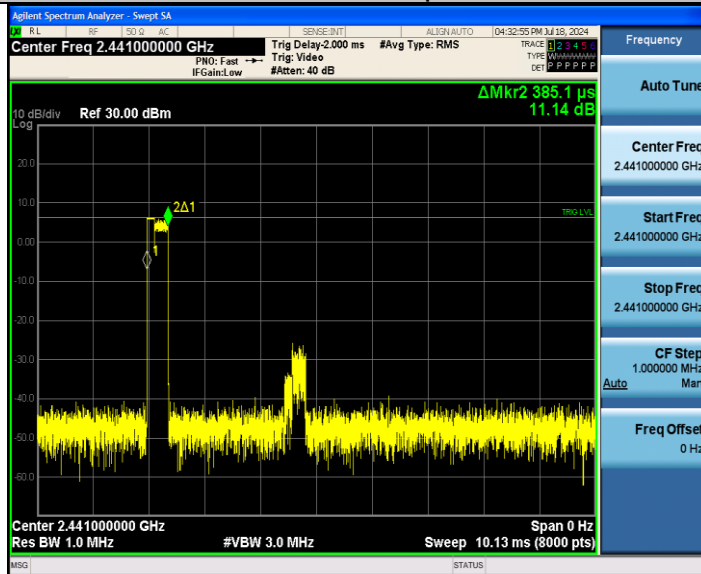 Agilent Spectrum Analyzer - Swept SA
RL RF 50 Ω AC SENSE:INT ALIGN AUTO 04:32:55 PM Jul 18, 2024
Center Freq 2.441000000 GHz
PNO: Fast
IFGain:Low
Trig Delay-2.000 ms
Trig: Video
#Atten: 40 dB
#Avg Type: RMS
TRACE 1 2 3 4 5 6
TYPE W
DET P P P P P P
ΔMkr2 385.1 µs
11.14 dB
10 dB/div Ref 30.00 dBm
Log
20.0
10.0
0.00
-10.0
-20.0
-30.0
-40.0
-50.0
-60.0
2Δ1
1
TRIG LVL
Center 2.441000000 GHz Span 0 Hz
Res BW 1.0 MHz #VBW 3.0 MHz Sweep 10.13 ms (8000 pts)
MSG STATUS
Frequency
Auto Tune
Center Freq
2.441000000 GHz
Start Freq
2.441000000 GHz
Stop Freq
2.441000000 GHz
CF Step
1.000000 MHz
Auto Man
Freq Offset
0 Hz